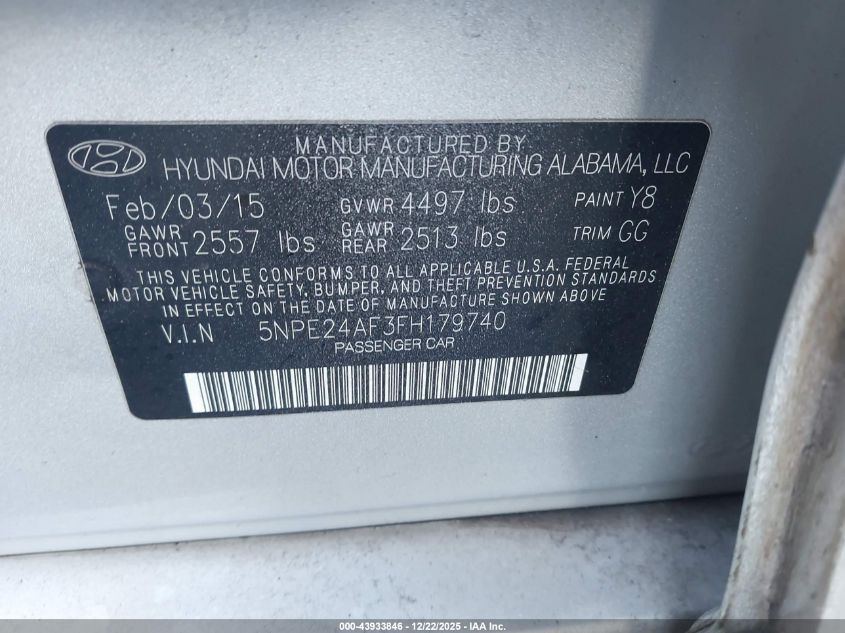 MANUFACTURED BY
HYUNDAI MOTOR MANUFACTURING ALABAMA, LLC
Feb/03/15 GVWR 4497 lbs PAINT Y8
GAWR FRONT 2557 lbs GAWR REAR 2513 lbs TRIM GG
THIS VEHICLE CONFORMS TO ALL APPLICABLE U.S.A. FEDERAL
MOTOR VEHICLE SAFETY, BUMPER, AND THEFT PREVENTION STANDARDS
IN EFFECT ON THE DATE OF MANUFACTURE SHOWN ABOVE
V.I.N 5NPE24AF3FH179740
PASSENGER CAR
000-43933846 - 12/22/2025 - IAA Inc.